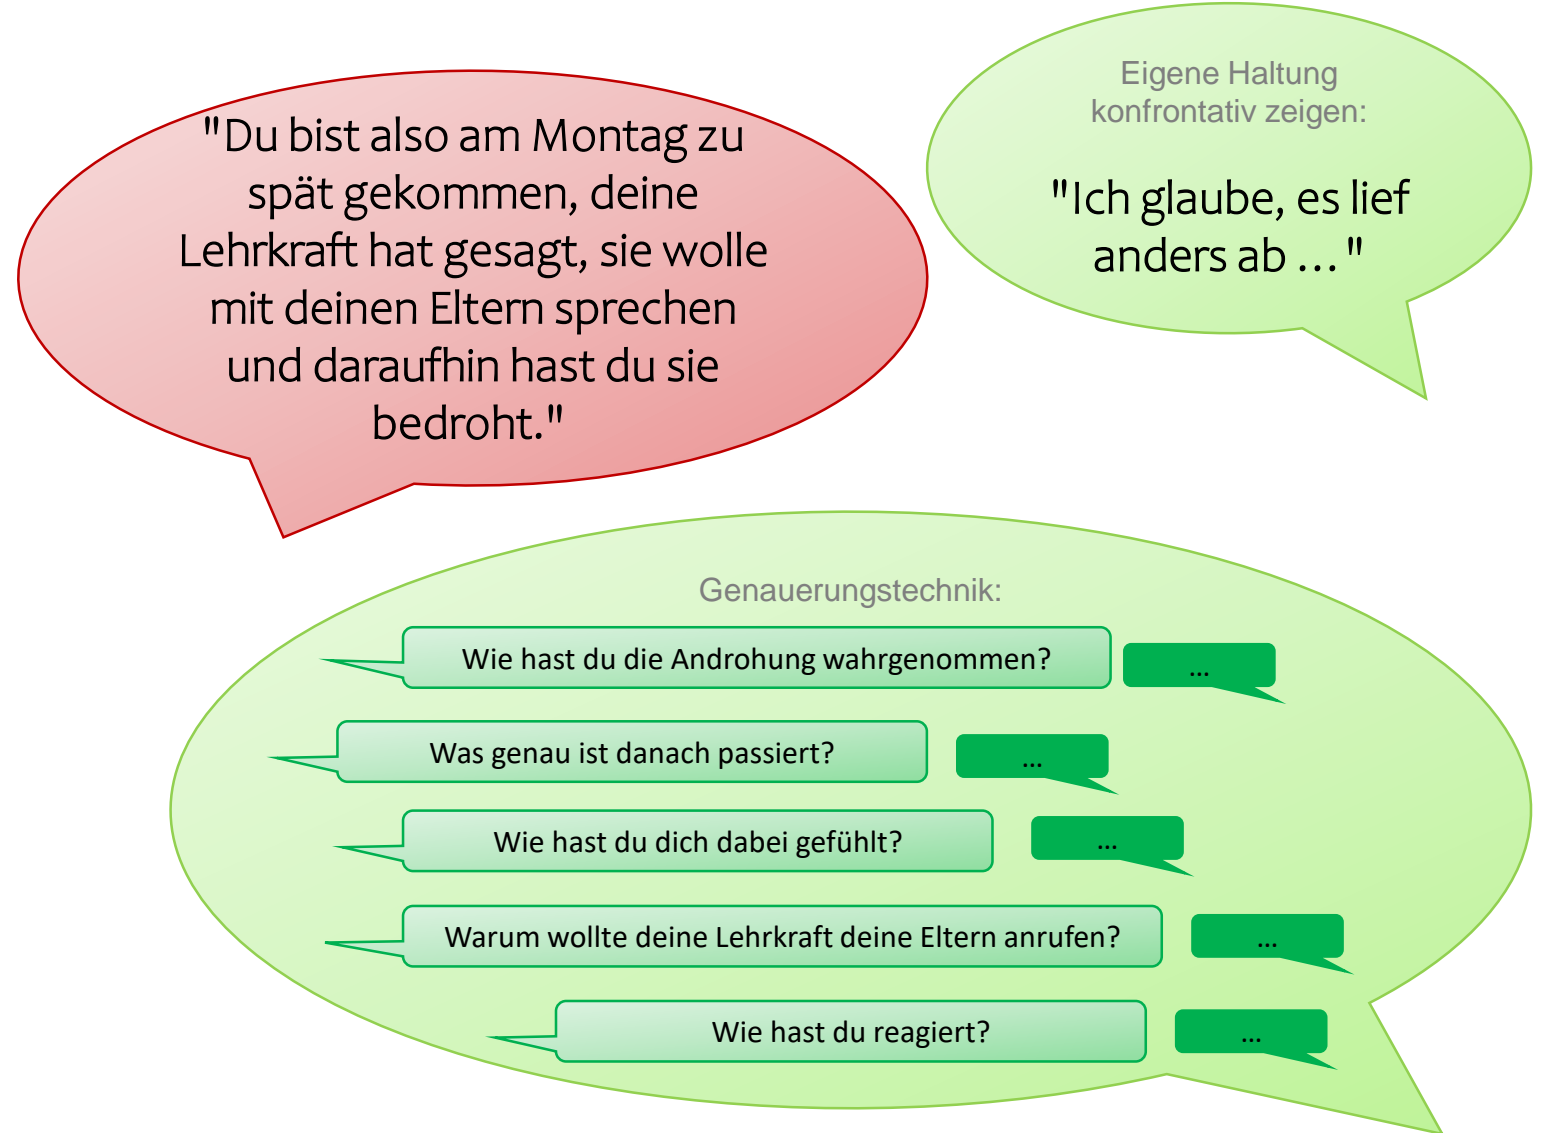 "Du bist also am Montag zu
spät gekommen, deine
Lehrkraft hat gesagt, sie wolle
mit deinen Eltern sprechen
und daraufhin hast du sie
bedroht."
Eigene Haltung
konfrontativ zeigen:
"Ich glaube, es lief
anders ab ..."
Genauerungstechnik:
Wie hast du die Androhung wahrgenommen?
...
Was genau ist danach passiert?
...
Wie hast du dich dabei gefühlt?
...
Warum wollte deine Lehrkraft deine Eltern anrufen?
...
Wie hast du reagiert?
...